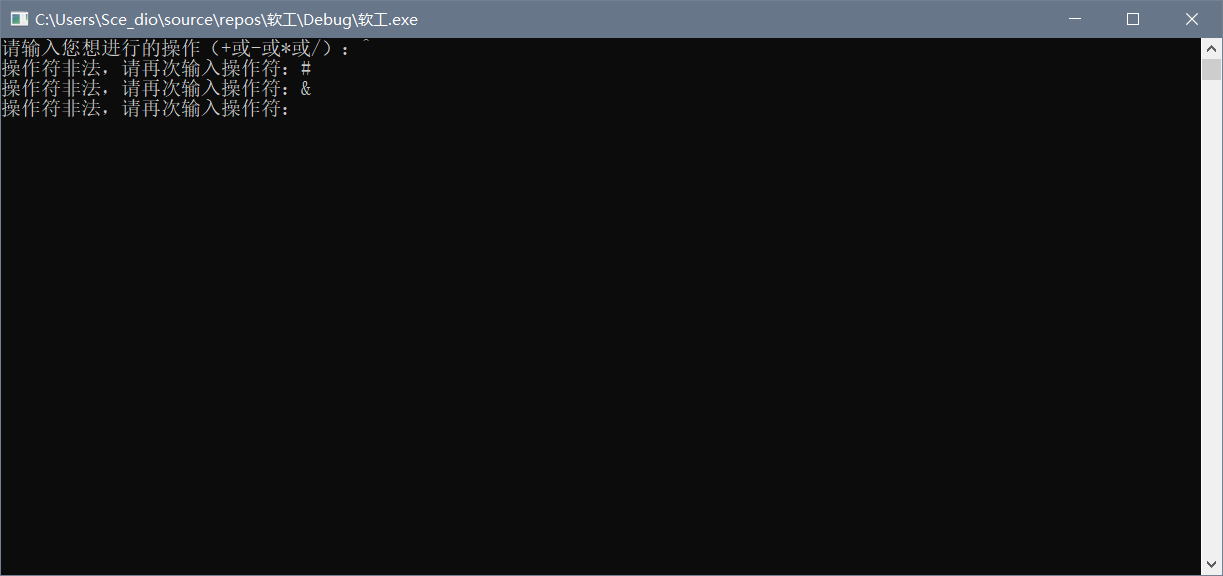 C:\Users\Sce_dio\source\repos\软工\Debug\软工.exe
请输入您想进行的操作（+或-或*或/）：^
操作符非法，请再次输入操作符：#
操作符非法，请再次输入操作符：&
操作符非法，请再次输入操作符：